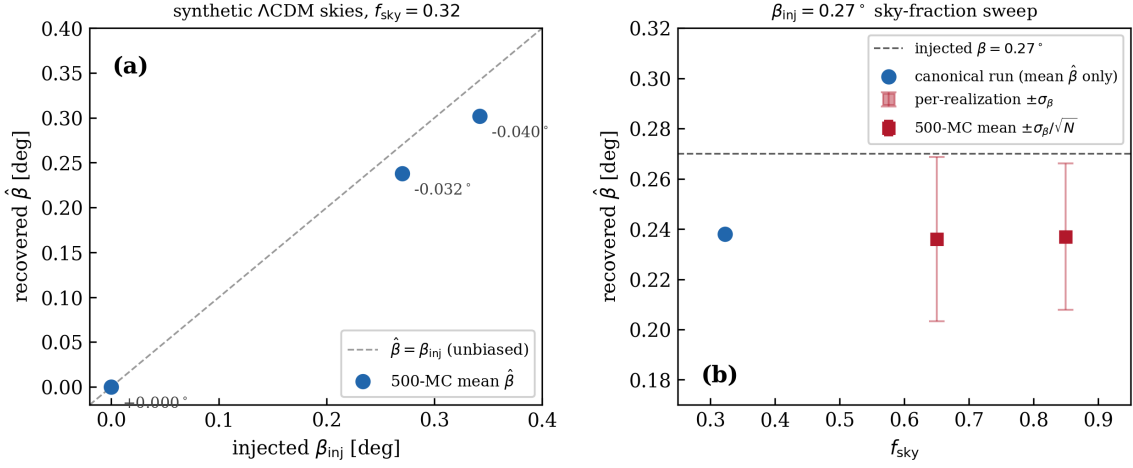 synthetic ΛCDM skies, f_sky = 0.32
(a)
0.40
0.35
0.30
0.25
0.20
0.15
0.10
0.05
0.00
recovered β̂ [deg]
-0.040°
-0.032°
+0.000°
β̂ = β_inj (unbiased)
500-MC mean β̂
0.0 0.1 0.2 0.3 0.4
injected β_inj [deg]
β_inj = 0.27° sky-fraction sweep
0.32
0.30
0.28
0.26
0.24
0.22
0.20
0.18
recovered β̂ [deg]
injected β = 0.27°
canonical run (mean β̂ only)
per-realization ±σ_β
500-MC mean ±σ_β/√N
(b)
0.3 0.4 0.5 0.6 0.7 0.8 0.9
f_sky